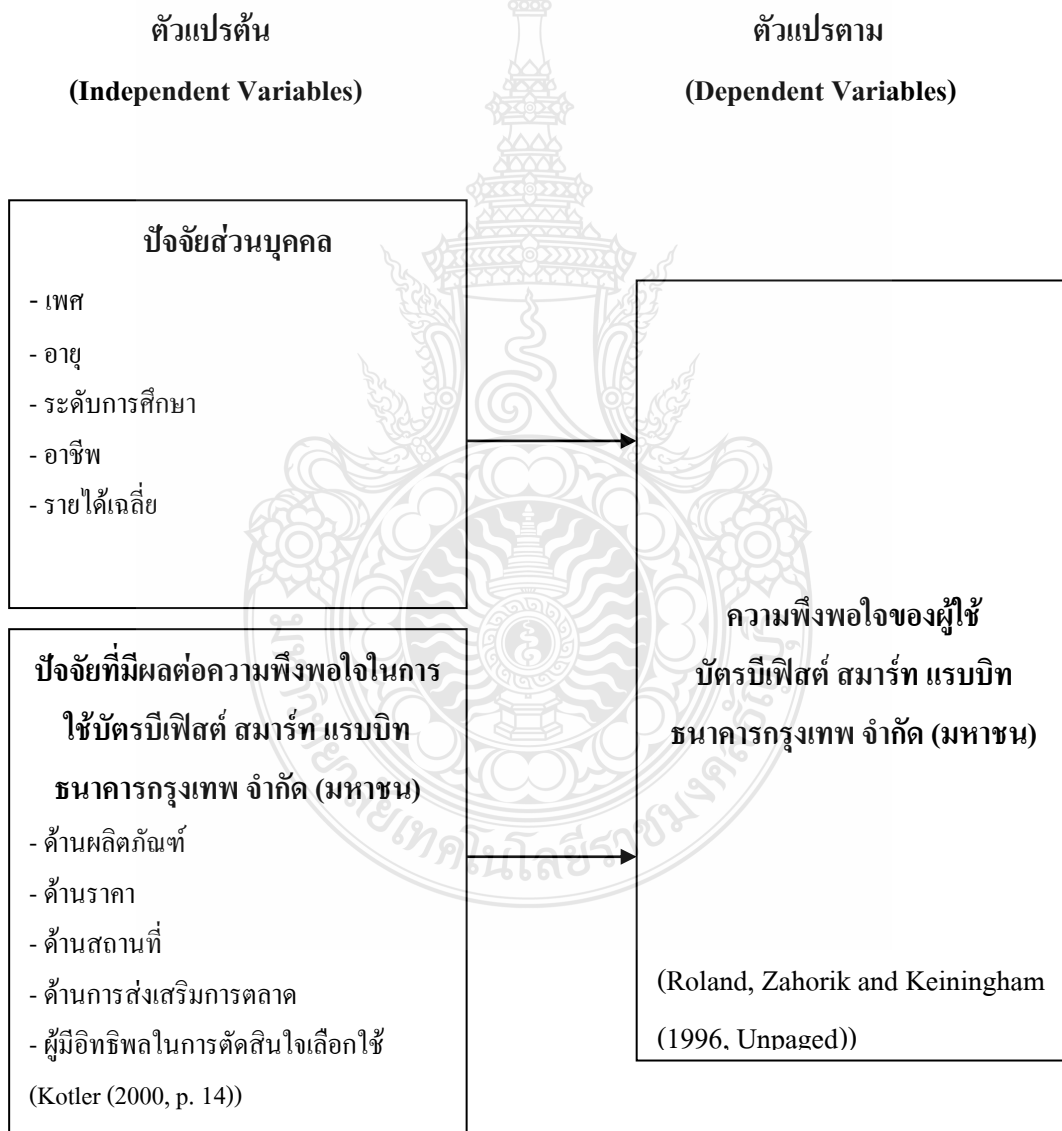 ตัวแปรต้น
(Independent Variables)
ตัวแปรตาม
(Dependent Variables)
ปัจจัยส่วนบุคคล
- เพศ
- อายุ
- ระดับการศึกษา
- อาชีพ
- รายได้เฉลี่ย
ปัจจัยที่มีผลต่อความพึงพอใจในการ
ใช้บัตรบีเฟิสต์ สมาร์ท แรบบิท
ธนาคารกรุงเทพ จำกัด (มหาชน)
- ด้านผลิตภัณฑ์
- ด้านราคา
- ด้านสถานที่
- ด้านการส่งเสริมการตลาด
- ผู้มีอิทธิพลในการตัดสินใจเลือกใช้
(Kotler (2000, p. 14))
ความพึงพอใจของผู้ใช้
บัตรบีเฟิสต์ สมาร์ท แรบบิท
ธนาคารกรุงเทพ จำกัด (มหาชน)
(Roland, Zahorik and Keiningham
(1996, Unpaged))